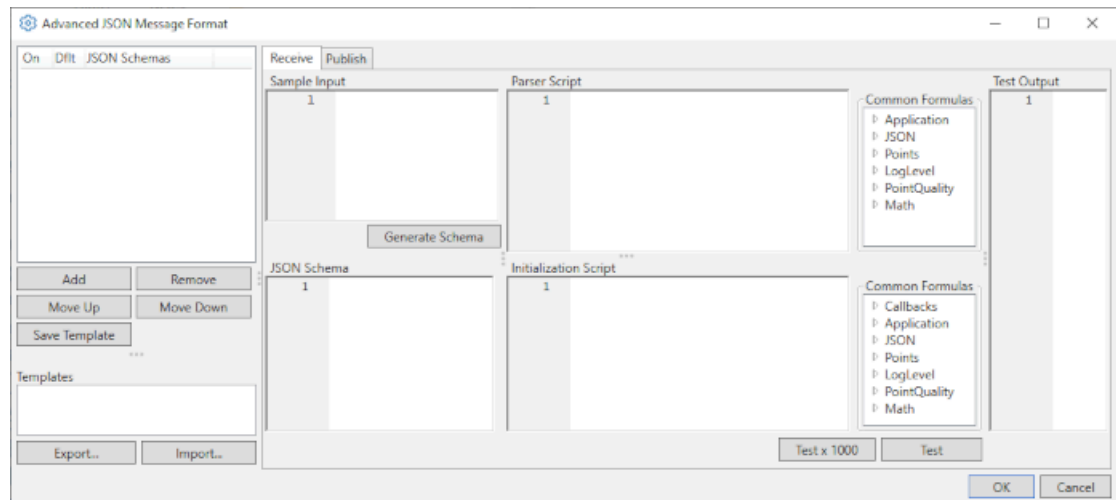 Advanced JSON Message Format
On Dflt JSON Schemas
Receive Publish
Sample Input
1
Generate Schema
Parser Script
1
Common Formulas
Application
JSON
Points
LogLevel
PointQuality
Math
Test Output
1
Add Remove
Move Up Move Down
Save Template
Templates
Export... Import...
JSON Schema
1
Initialization Script
1
Common Formulas
Callbacks
Application
JSON
Points
LogLevel
PointQuality
Math
Test x 1000 Test
OK Cancel